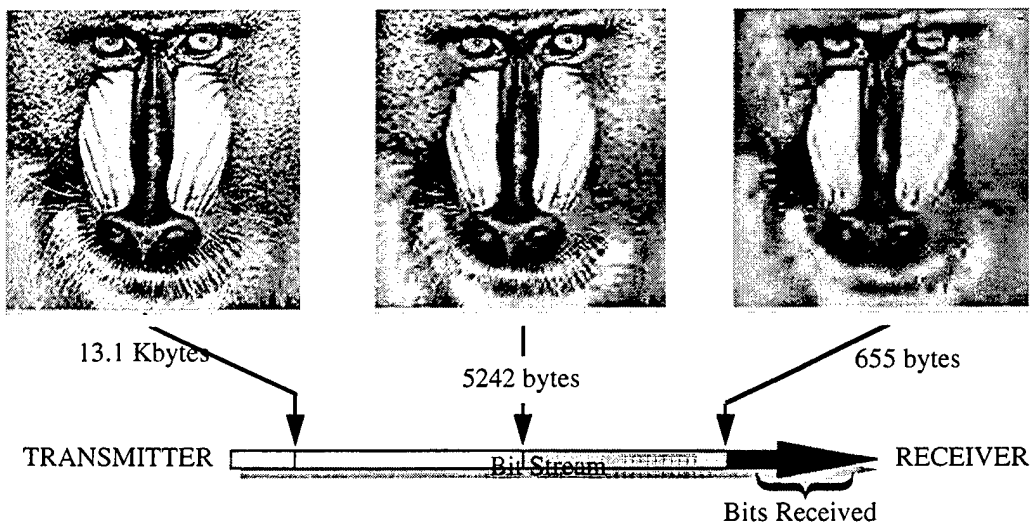 13.1 Kbytes
5242 bytes
655 bytes
TRANSMITTER
Bit Stream
RECEIVER
Bits Received